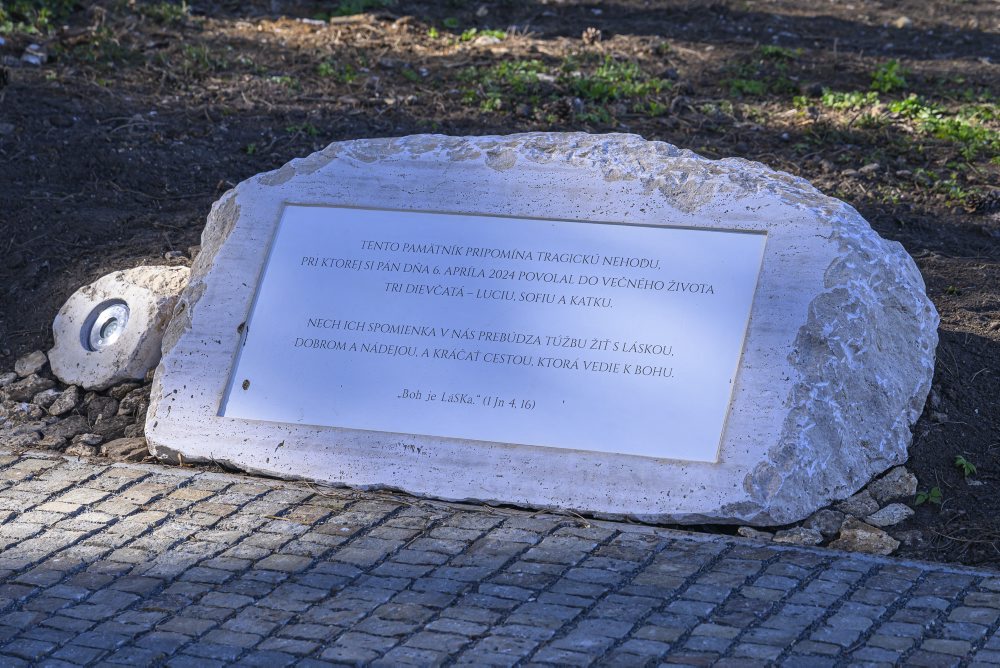 TENTO PAMÄTNÍK PRIPOMÍNA TRAGICKÚ NEHODU,
PRI KTOREJ SI PÁN DŇA 6. APRÍLA 2024 POVOLAL DO VEČNÉHO ŽIVOTA
TRI DIEVČATÁ – LUCIU, SOFIU A KATKU.
NECH ICH SPOMIENKA V NÁS PREBÚDZA TÚŽBU ŽIŤ S LÁSKOU,
DOBROM A NÁDEJOU, A KRÁČAŤ CESTOU, KTORÁ VEDIE K BOHU.
„Boh je LáSKa.“ (1 Jn 4, 16)